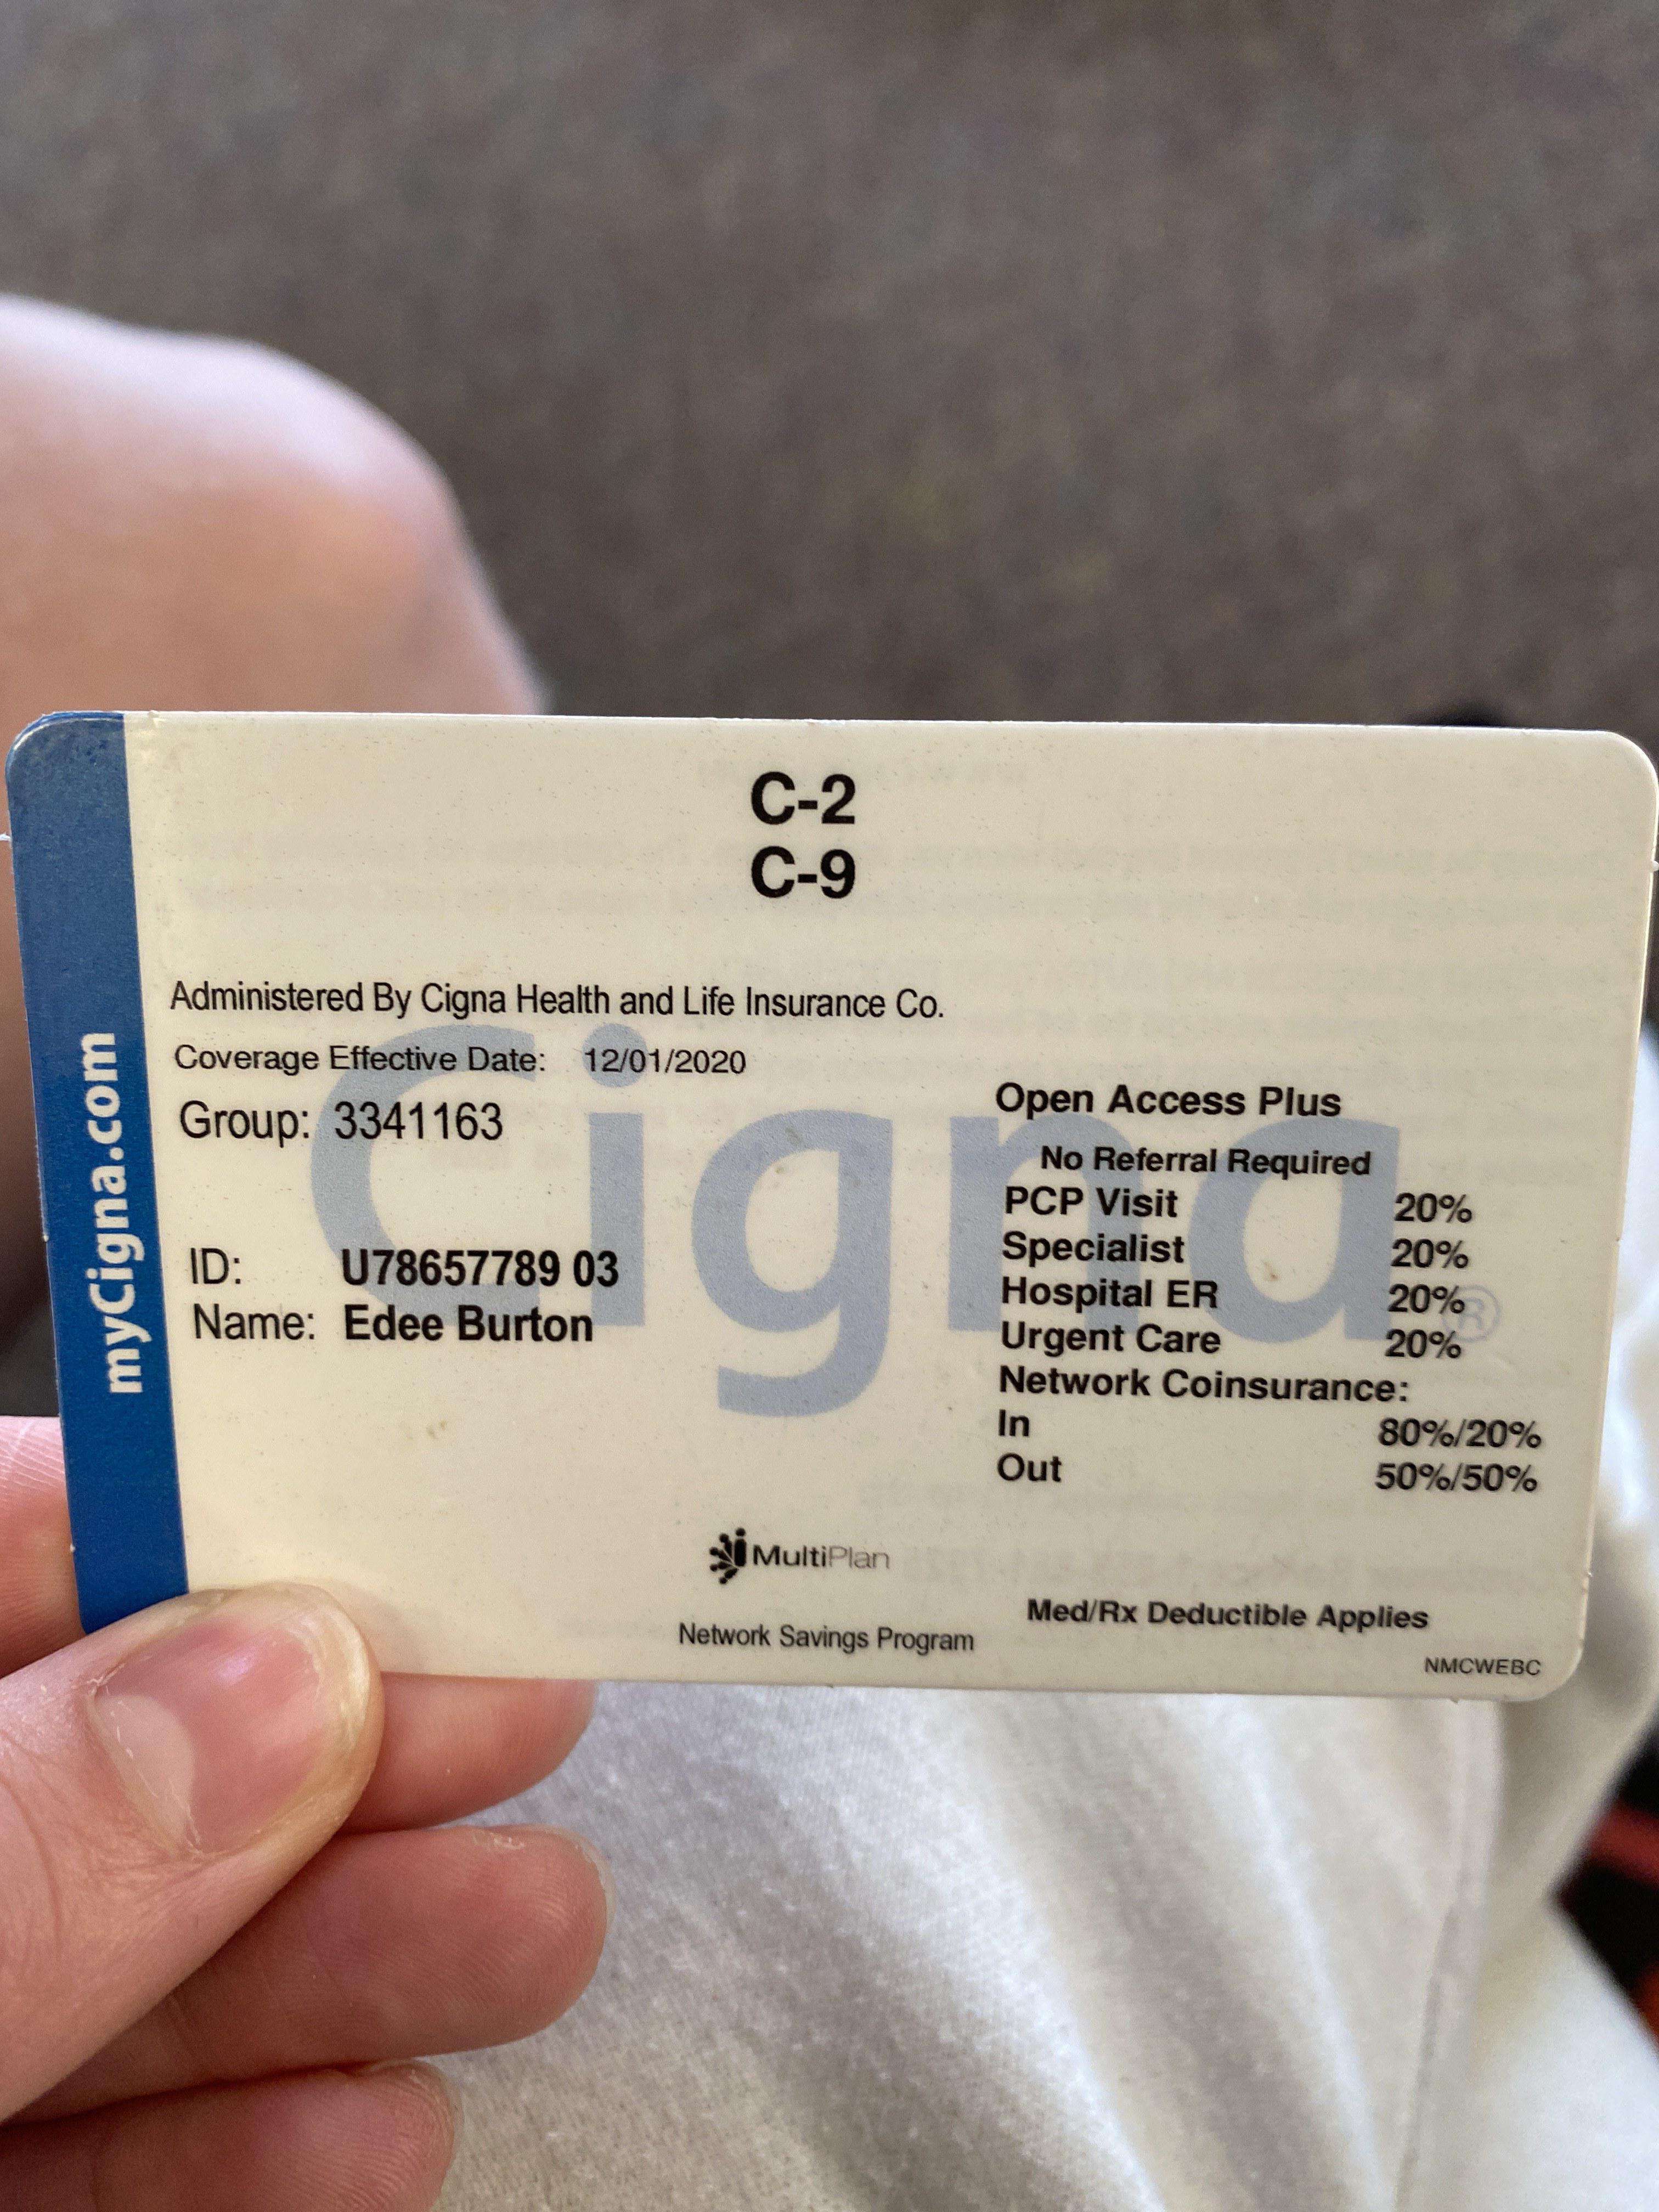 C-2
C-9
myCigna.com
Administered By Cigna Health and Life Insurance Co.
Coverage Effective Date: 12/01/2020
Group: 3341163
ID: U78657789 03
Name: Edee Burton
Cigna®
Open Access Plus
No Referral Required
PCP Visit 20%
Specialist 20%
Hospital ER 20%
Urgent Care 20%
Network Coinsurance:
In 80%/20%
Out 50%/50%
MultiPlan
Network Savings Program
Med/Rx Deductible Applies
NMCWEBC